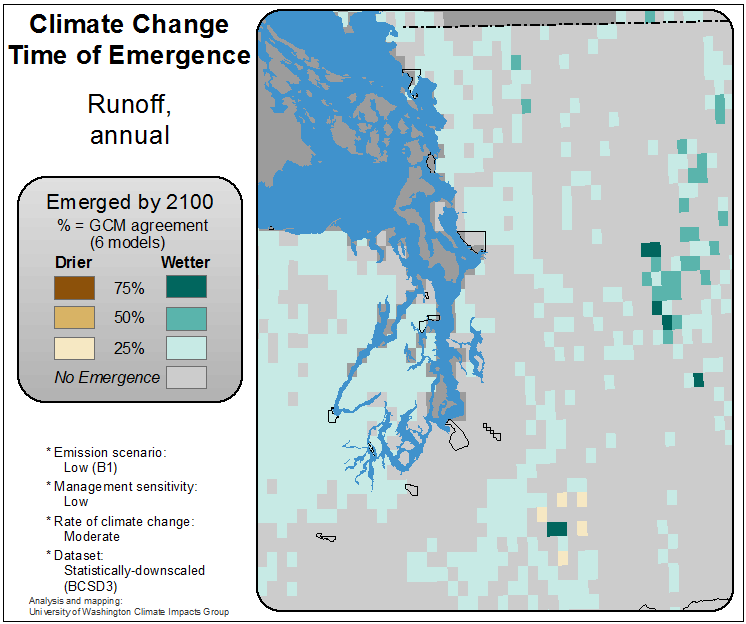 Climate Change
Time of Emergence
Runoff,
annual
Emerged by 2100
% = GCM agreement
(6 models)
Drier Wetter
75%
50%
25%
No Emergence
* Emission scenario:
Low (B1)
* Management sensitivity:
Low
* Rate of climate change:
Moderate
* Dataset:
Statistically-downscaled
(BCSD3)
Analysis and mapping:
University of Washington Climate Impacts Group